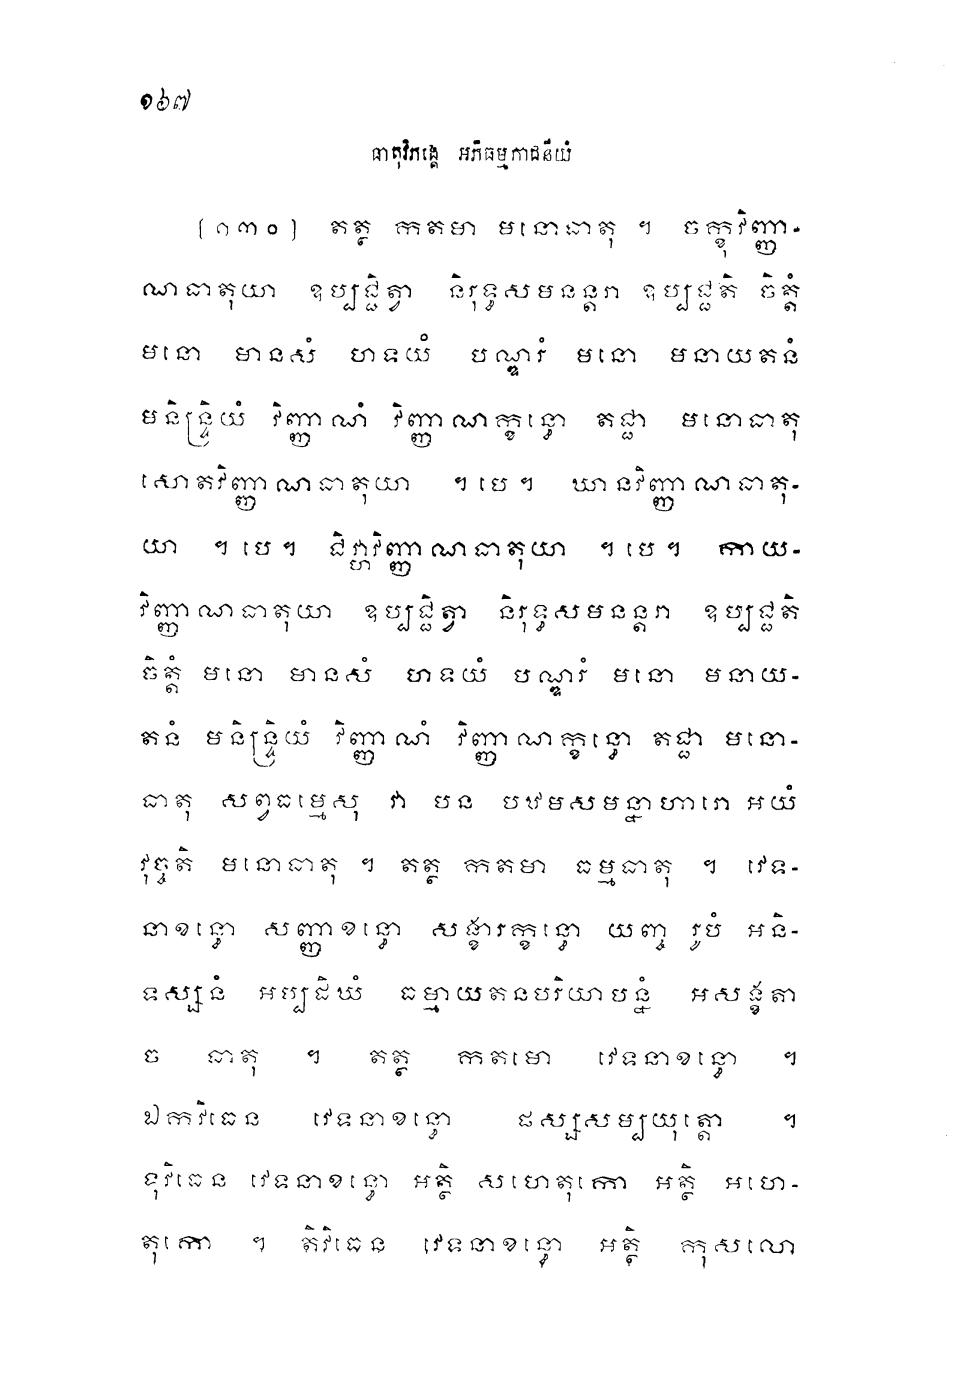 ១៦៧
ធាតុវិភង្គេ អភិធម្មភាជនីយំ
(១៣០) តត្ថ កតមា មនោធាតុ ។ ចក្ខុវិញ្ញា-
ណធាតុយា ឧប្បជ្ជិត្វា និរុទ្ធសមនន្តរា ឧប្បជ្ជតិ ចិត្តំ
មនោ មានសំ ហទយំ បណ្ឌរំ មនោ មនាយតនំ
មនិន្ទ្រិយំ វិញ្ញាណំ វិញ្ញាណក្ខន្ធោ តជ្ជា មនោធាតុ
សោតវិញ្ញាណធាតុយា ។ បេ ។ ឃានវិញ្ញាណធាតុ-
យា ។ បេ ។ ជិវ្ហាវិញ្ញាណធាតុយា ។ បេ ។ កាយ-
វិញ្ញាណធាតុយា ឧប្បជ្ជិត្វា និរុទ្ធសមនន្តរា ឧប្បជ្ជតិ
ចិត្តំ មនោ មានសំ ហទយំ បណ្ឌរំ មនោ មនាយ-
តនំ មនិន្ទ្រិយំ វិញ្ញាណំ វិញ្ញាណក្ខន្ធោ តជ្ជា មនោ-
ធាតុ សព្វធម្មេសុ វា បន បឋមសមន្នាហារោ អយំ
វុច្ចតិ មនោធាតុ ។ តត្ថ កតមា ធម្មធាតុ ។ វេទ-
នាខន្ធោ សញ្ញាខន្ធោ សង្ខារក្ខន្ធោ យញ្ច រូបំ អនិ-
ទស្សនំ អប្បដិឃំ ធម្មាយតនបរិយាបន្នំ អសង្ខតា
ច ធាតុ ។ តត្ថ កតមោ វេទនាខន្ធោ ។
ឯកវិធេន វេទនាខន្ធោ ផស្សសម្បយុត្តោ ។
ទុវិធេន វេទនាខន្ធោ អត្ថិ សហេតុកោ អត្ថិ អហេ-
តុកោ ។ តិវិធេន វេទនាខន្ធោ អត្ថិ កុសលោ